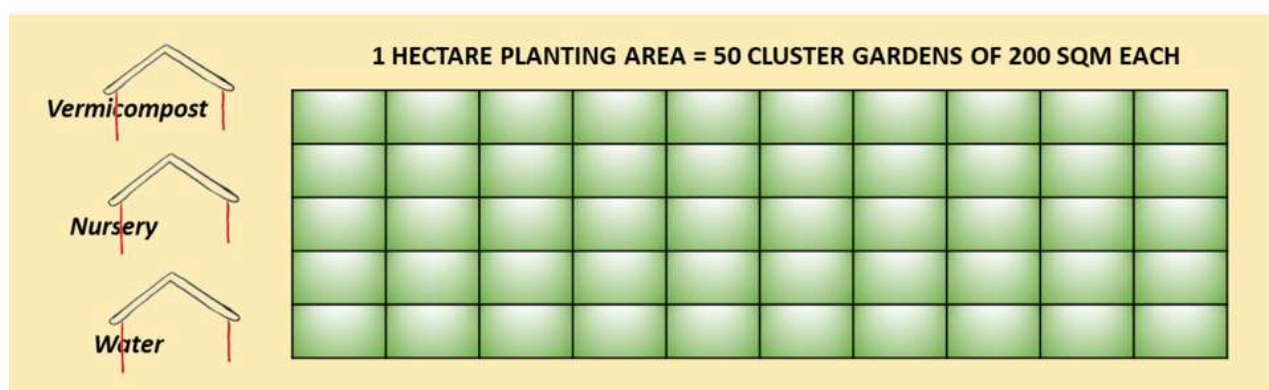 1 HECTARE PLANTING AREA = 50 CLUSTER GARDENS OF 200 SQM EACH
Vermicompost
Nursery
Water